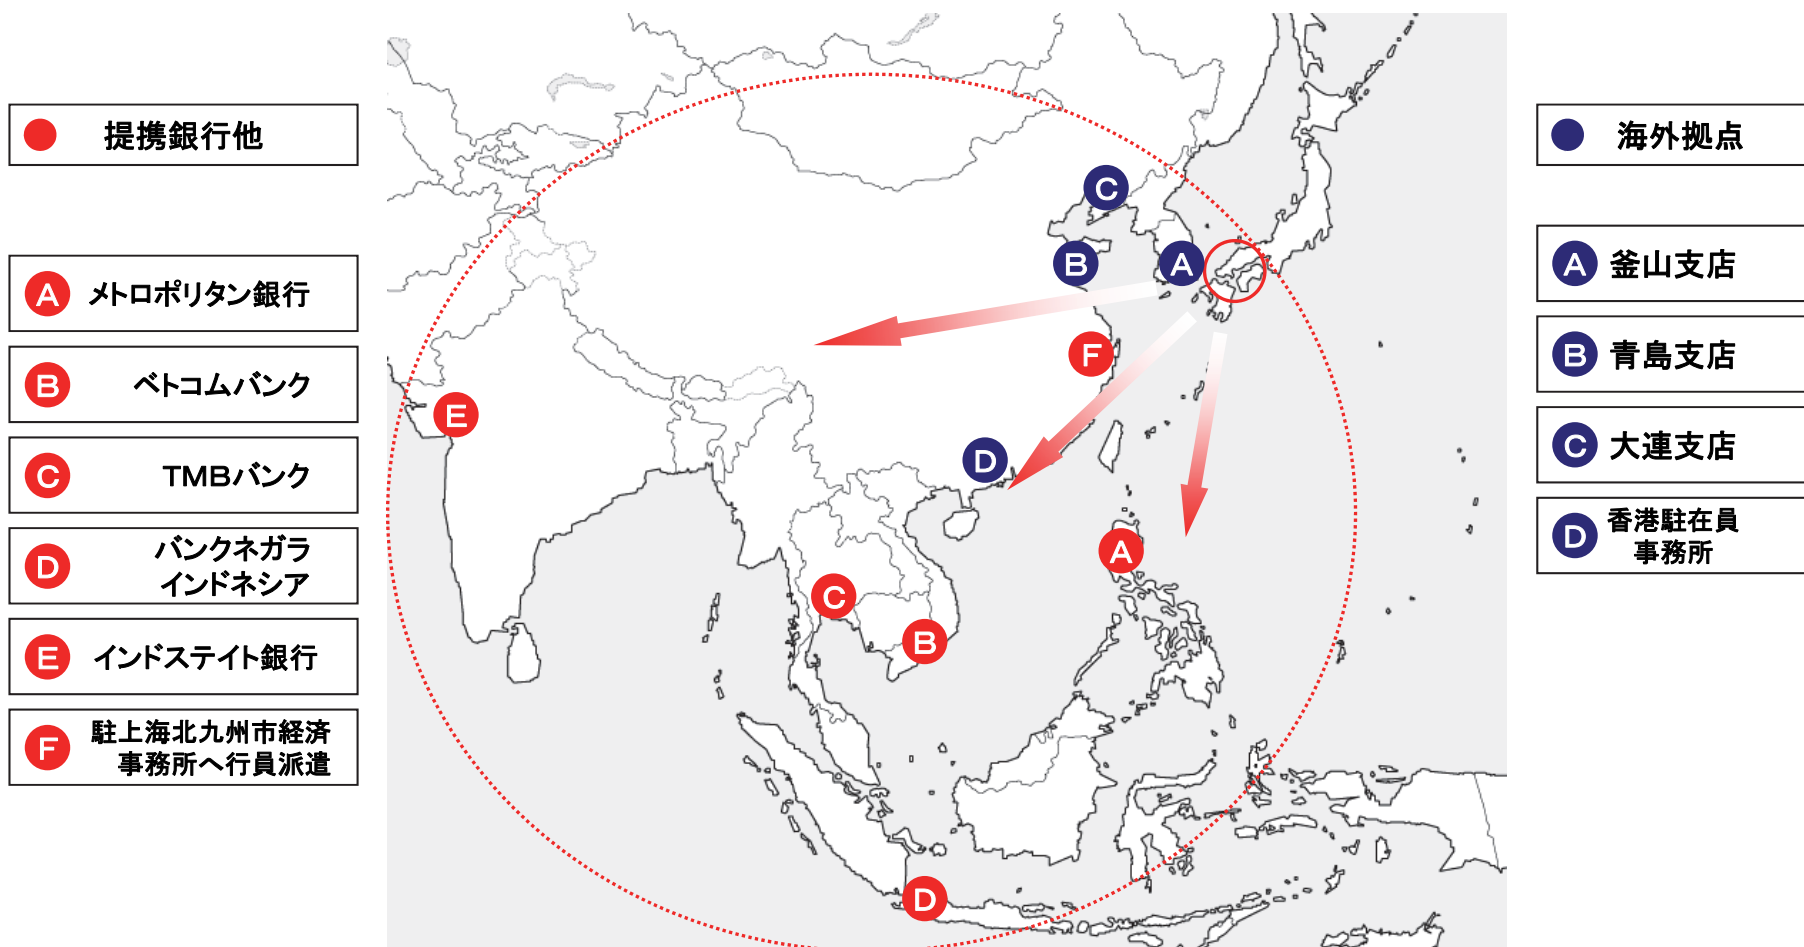 提携銀行他
A メトロポリタン銀行
B ベトコムバンク
C TMBバンク
D バンクネガラ
インドネシア
E インドステイト銀行
F 駐上海北九州市経済
事務所へ行員派遣
C
B
A
F
E
D
A
C
B
D
海外拠点
A 釜山支店
B 青島支店
C 大連支店
D 香港駐在員
事務所